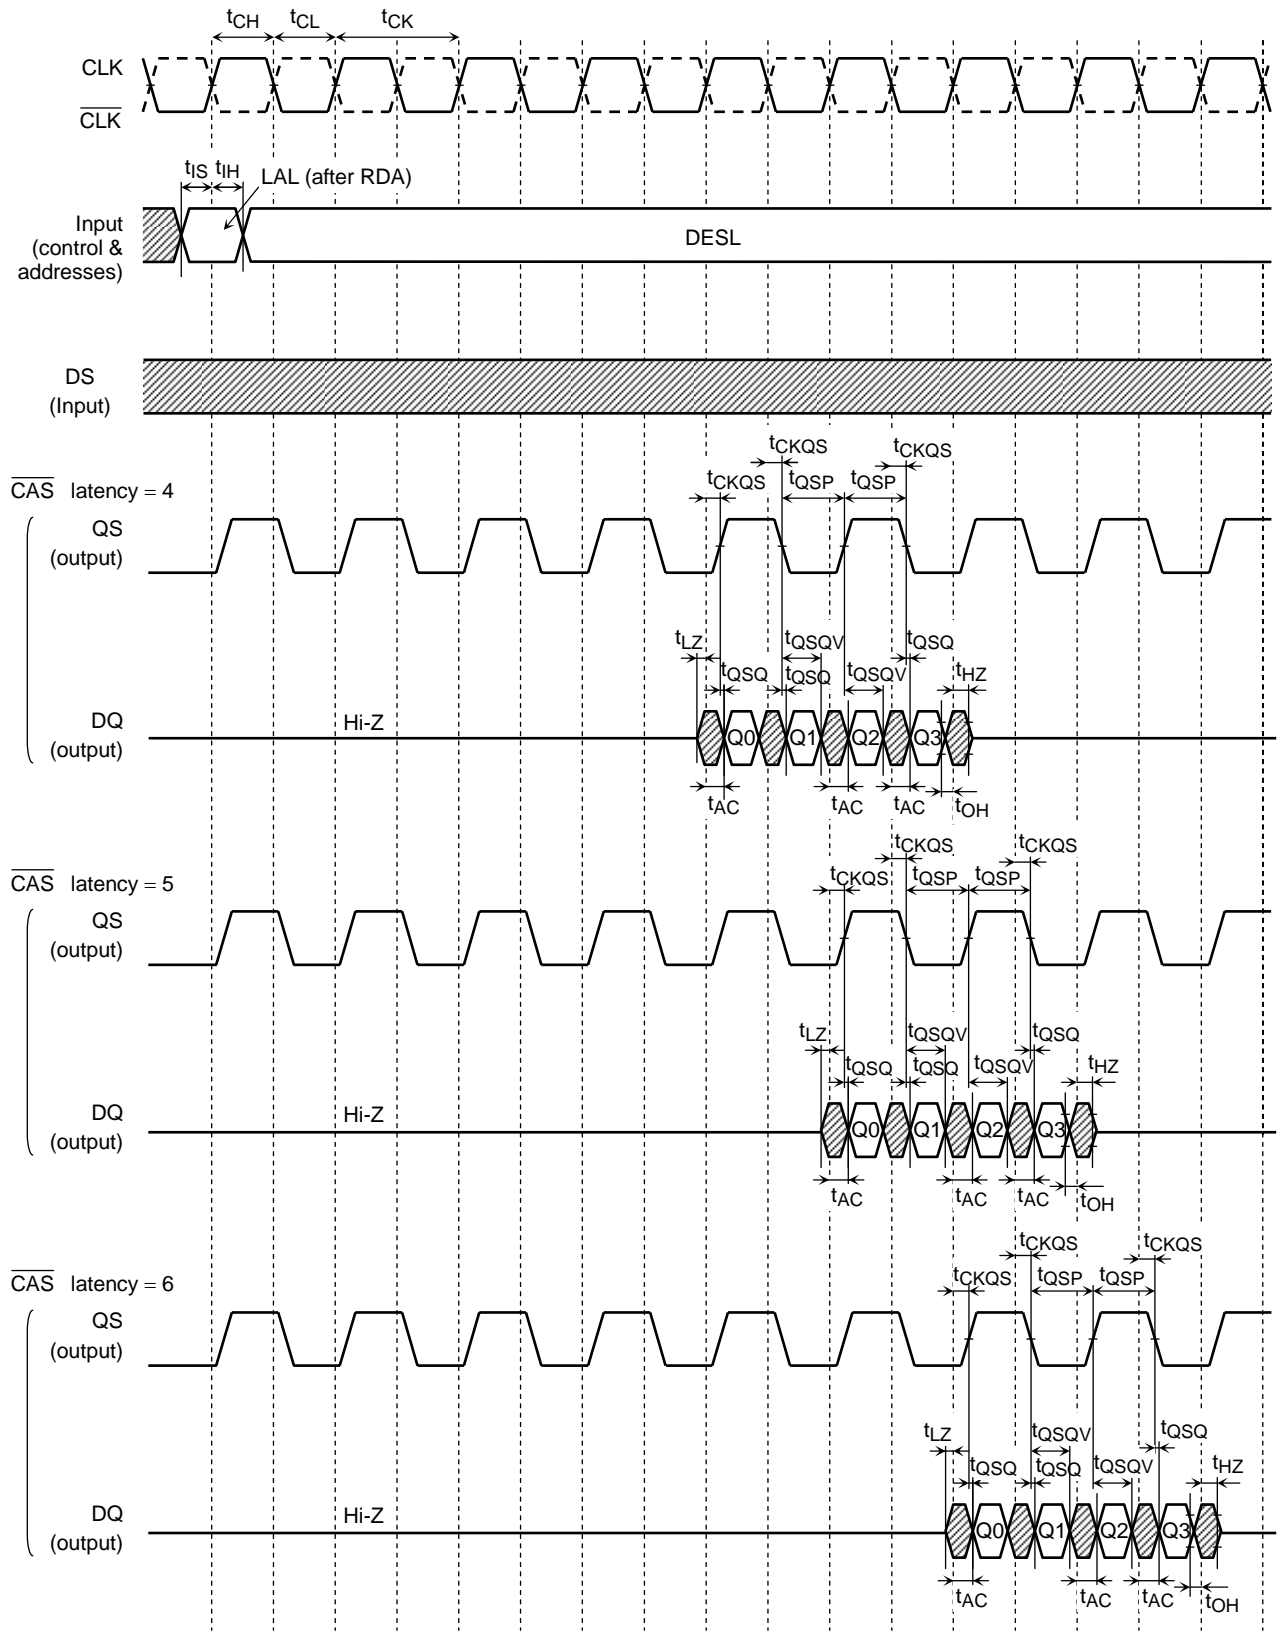 tCH tCL tCK
CLK
CLK
tIS tIH LAL (after RDA)
Input
(control &
addresses)
DESL
DS
(Input)
tCKQS tCKQS
CAS latency = 4
tCKQS tQSP tQSP
QS
(output)
tLZ tQSQV tQSQ
tQSQ tQSQ tQSQV tHZ
DQ
(output)
Hi-Z
Q0 Q1 Q2 Q3
tAC tAC tAC tOH
tCKQS tCKQS
CAS latency = 5
tCKQS tQSP tQSP
QS
(output)
tLZ tQSQV tQSQ
tQSQ tQSQ tQSQV tHZ
DQ
(output)
Hi-Z
Q0 Q1 Q2 Q3
tAC tAC tAC tOH
tCKQS tCKQS
CAS latency = 6
tCKQS tQSP tQSP
QS
(output)
tLZ tQSQV tQSQ
tQSQ tQSQ tQSQV tHZ
DQ
(output)
Hi-Z
Q0 Q1 Q2 Q3
tAC tAC tAC tOH